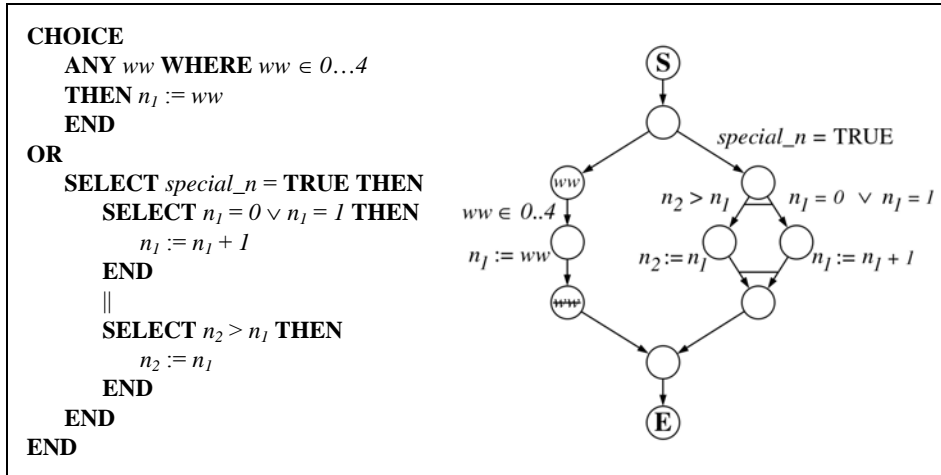 CHOICE
ANY ww WHERE ww ∈ 0…4
THEN n₁ := ww
END
OR
SELECT special_n = TRUE THEN
SELECT n₁ = 0 ∨ n₁ = 1 THEN
n₁ := n₁ + 1
END
||
SELECT n₂ > n₁ THEN
n₂ := n₁
END
END
END
S
special_n = TRUE
ww
n₂ > n₁
n₁ = 0 ∨ n₁ = 1
ww ∈ 0..4
n₁ := ww
n₂ := n₁
n₁ := n₁ + 1
ww
E